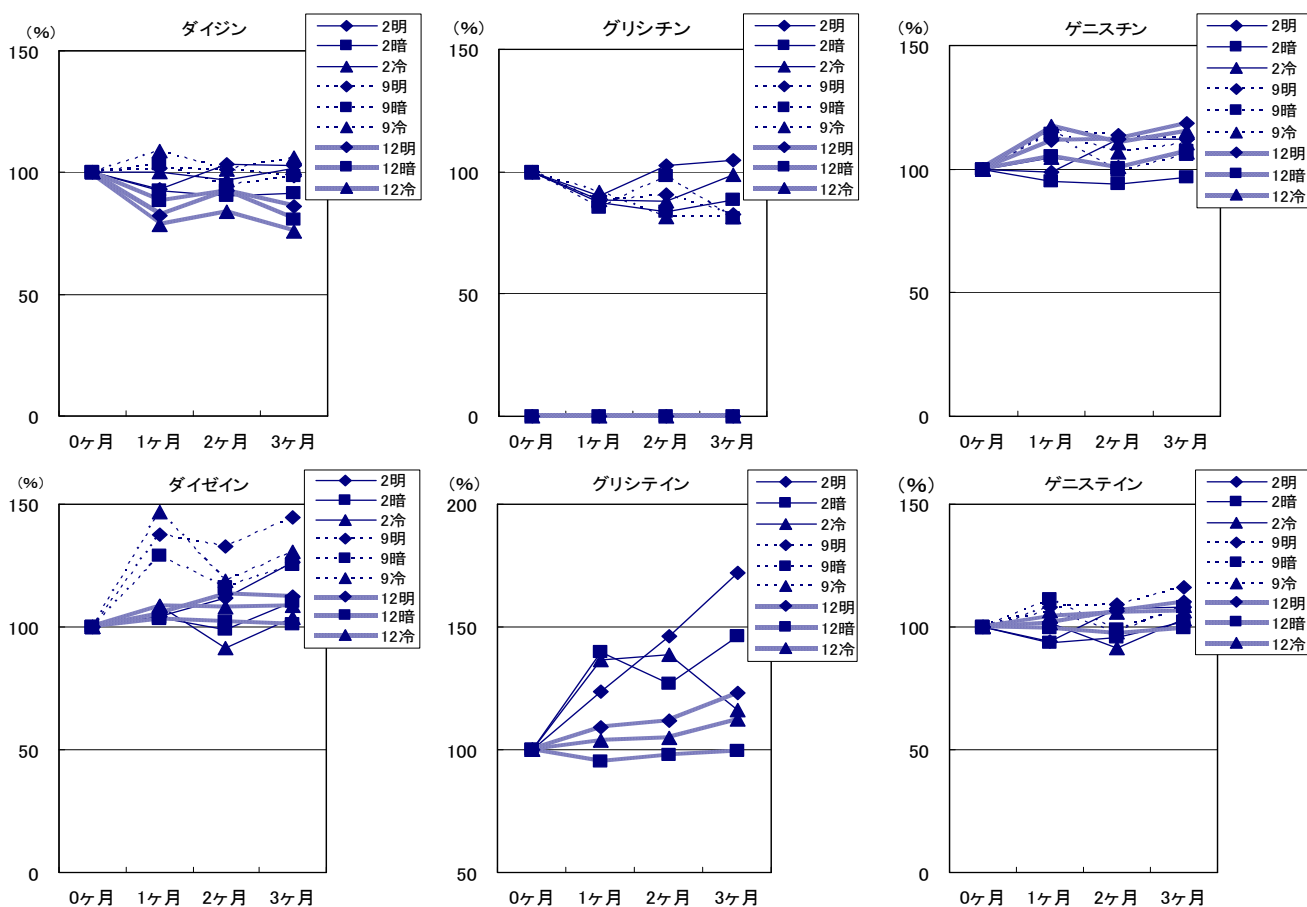 ダイジン
(%)
150
100
50
0
0ヶ月 1ヶ月 2ヶ月 3ヶ月
2明
2暗
2冷
9明
9暗
9冷
12明
12暗
12冷
グリシチン
(%)
150
100
50
0
0ヶ月 1ヶ月 2ヶ月 3ヶ月
2明
2暗
2冷
9明
9暗
9冷
12明
12暗
12冷
ゲニスチン
(%)
150
100
50
0
0ヶ月 1ヶ月 2ヶ月 3ヶ月
2明
2暗
2冷
9明
9暗
9冷
12明
12暗
12冷
ダイゼイン
(%)
150
100
50
0
0ヶ月 1ヶ月 2ヶ月 3ヶ月
2明
2暗
2冷
9明
9暗
9冷
12明
12暗
12冷
グリシテイン
(%)
200
150
100
50
0ヶ月 1ヶ月 2ヶ月 3ヶ月
2明
2暗
2冷
9明
9暗
9冷
12明
12暗
12冷
ゲニステイン
(%)
150
100
50
0
0ヶ月 1ヶ月 2ヶ月 3ヶ月
2明
2暗
2冷
9明
9暗
9冷
12明
12暗
12冷